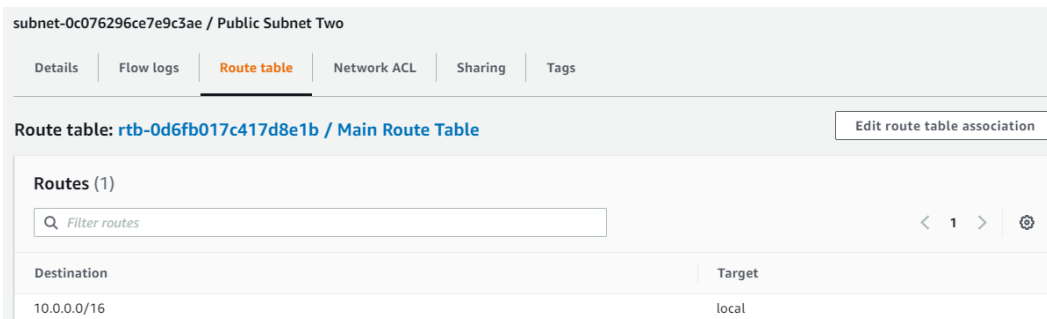 subnet-0c076296ce7e9c3ae / Public Subnet Two
Details Flow logs Route table Network ACL Sharing Tags
Route table: rtb-0d6fb017c417d8e1b / Main Route Table
Edit route table association
Routes (1)
Filter routes
1
Destination Target
10.0.0.0/16 local